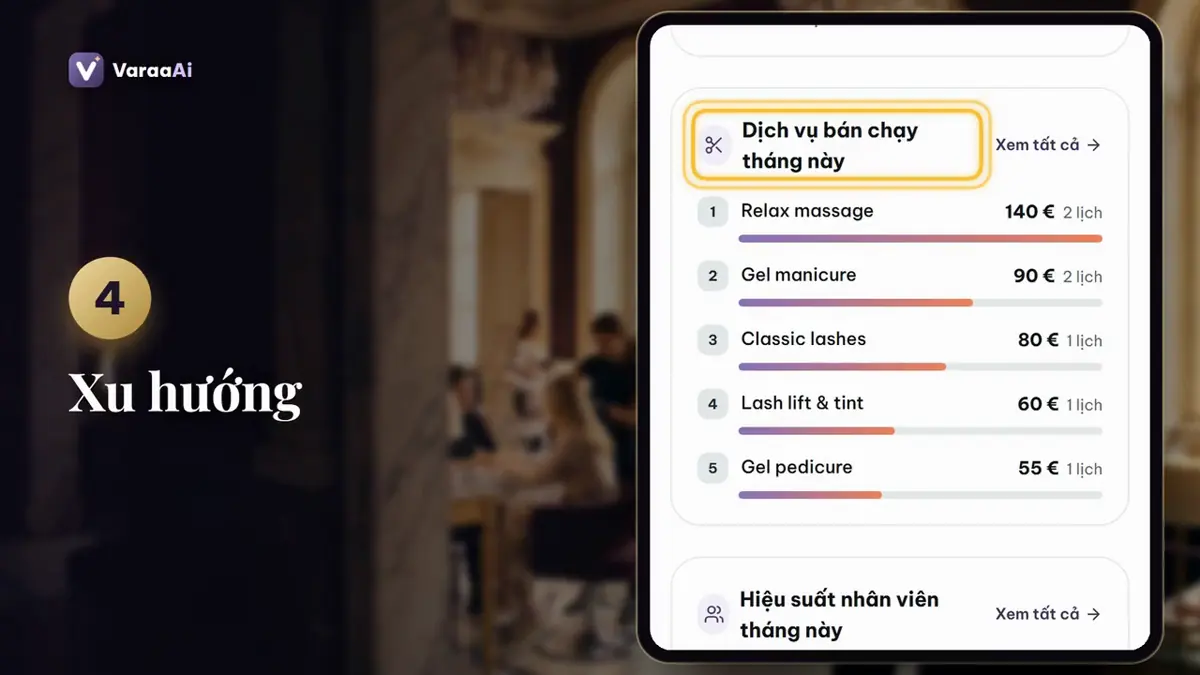 VaraaAi
4
Xu hướng
Dịch vụ bán chạy
tháng này
Xem tất cả →
1 Relax massage 140 € 2 lịch
2 Gel manicure 90 € 2 lịch
3 Classic lashes 80 € 1 lịch
4 Lash lift & tint 60 € 1 lịch
5 Gel pedicure 55 € 1 lịch
Hiệu suất nhân viên
tháng này
Xem tất cả →